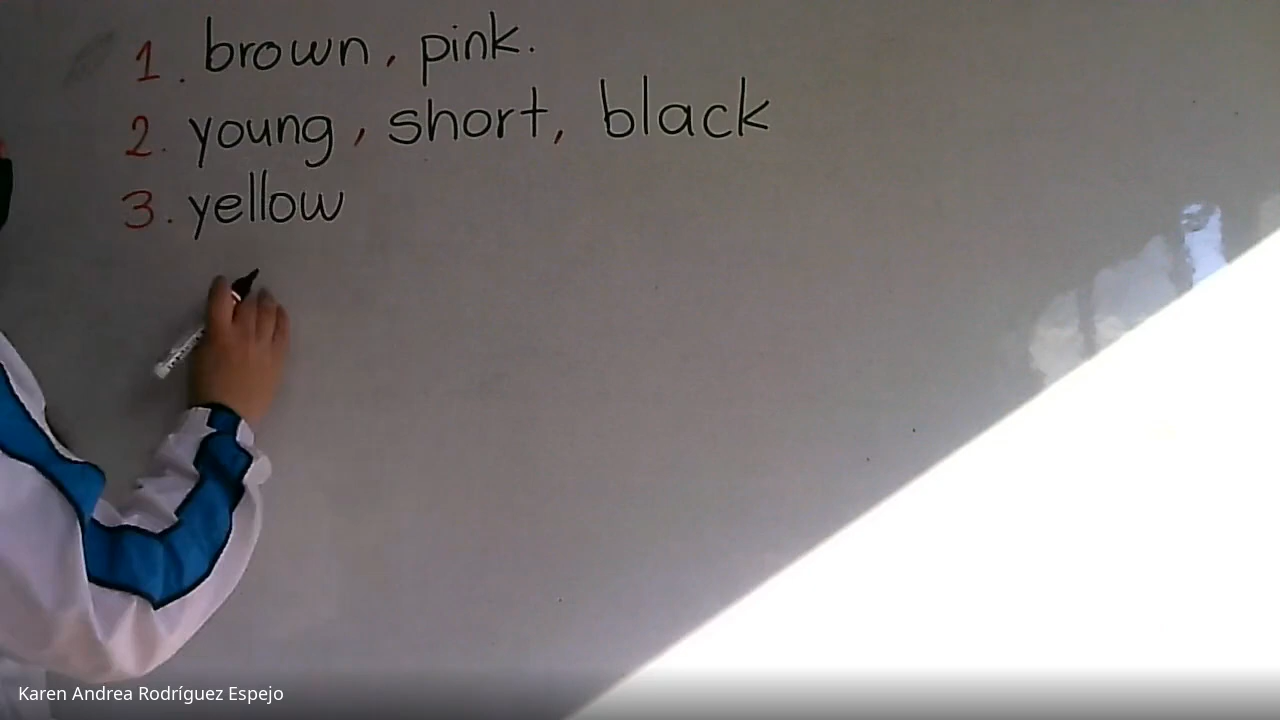 1. brown, pink.
2. young, short, black
3. yellow
Karen Andrea Rodríguez Espejo